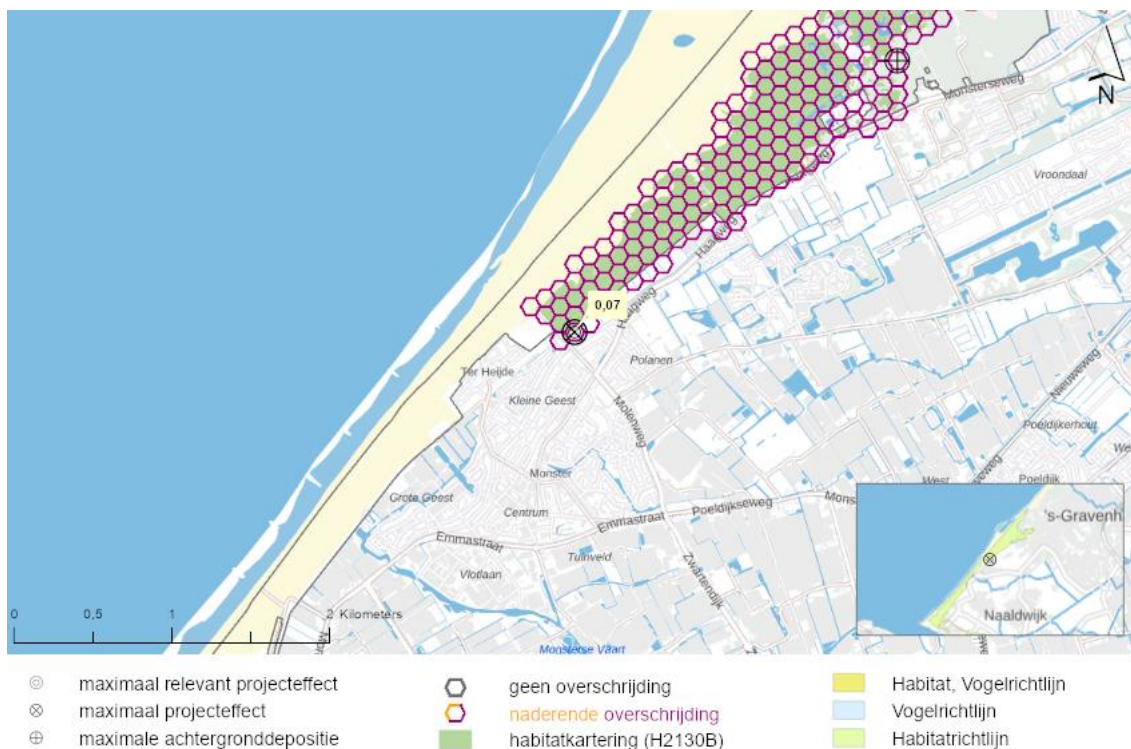 Monsterseweg
N
Vroondaal
Haagweg
0,07
Haagweg
Polanen
Ter Heijde
Kleine Geest
Molenweg
Nieuweweg
Poeldijkerhout
Monster
West
Poeldijk
Grote Geest
Centrum
Poeldijkseweg
Emmastraat
Emmastraat
Tuinveld
Vlotlaan
Zwartendijk
's-Gravenh
Naaldwijk
0 0,5 1 2 Kilometers
Monsterse Vaart
maximaal relevant projecteffect
geen overschrijding
Habitat, Vogelrichtlijn
maximaal projecteffect
naderende overschrijding
Vogelrichtlijn
maximale achtergronddepositie
habitatkartering (H2130B)
Habitatrichtlijn